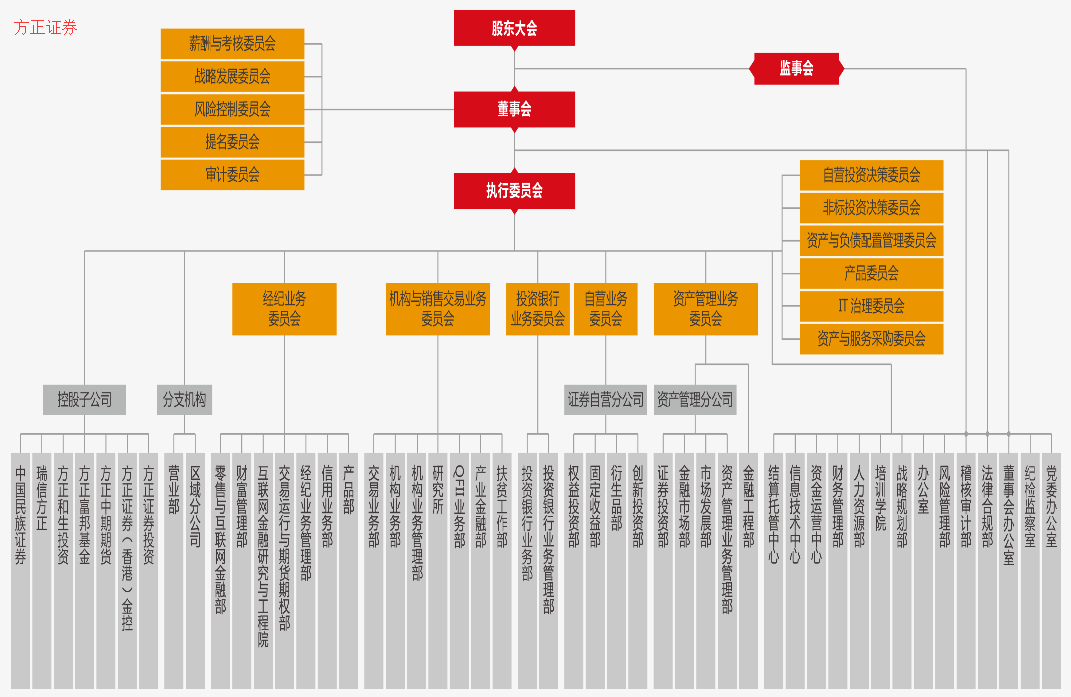 方正证券
股东大会
监事会
董事会
执行委员会
薪酬与考核委员会
战略发展委员会
风险控制委员会
提名委员会
审计委员会
自营投资决策委员会
非标投资决策委员会
资产与负债配置管理委员会
产品委员会
IT 治理委员会
资产与服务采购委员会
经纪业务
委员会
机构与销售交易业务
委员会
投资银行
业务委员会
自营业务
委员会
资产管理业务
委员会
控股子公司
分支机构
证券自营分公司
资产管理分公司
中国民族证券
瑞信方正
方正和生投资
方正富邦基金
方正中期期货
方正证券（香港）金控
方正证券投资
营业部
区域分公司
零售与互联网金融部
财富管理部
互联网金融研究与工程院
交易运行与期货期权部
经纪业务管理部
信用业务部
产品部
交易业务部
机构业务部
机构业务管理部
研究所
QFII业务部
产业金融部
扶贫工作部
投资银行业务部
投资银行业务管理部
权益投资部
固定收益部
衍生品部
创新投资部
证券投资部
金融市场部
市场发展部
资产管理业务管理部
金融工程部
结算托管中心
信息技术中心
资金运营中心
财务管理部
人力资源部
培训学院
战略规划部
办公室
风险管理部
稽核审计部
法律合规部
董事会办公室
纪检监察室
党委办公室